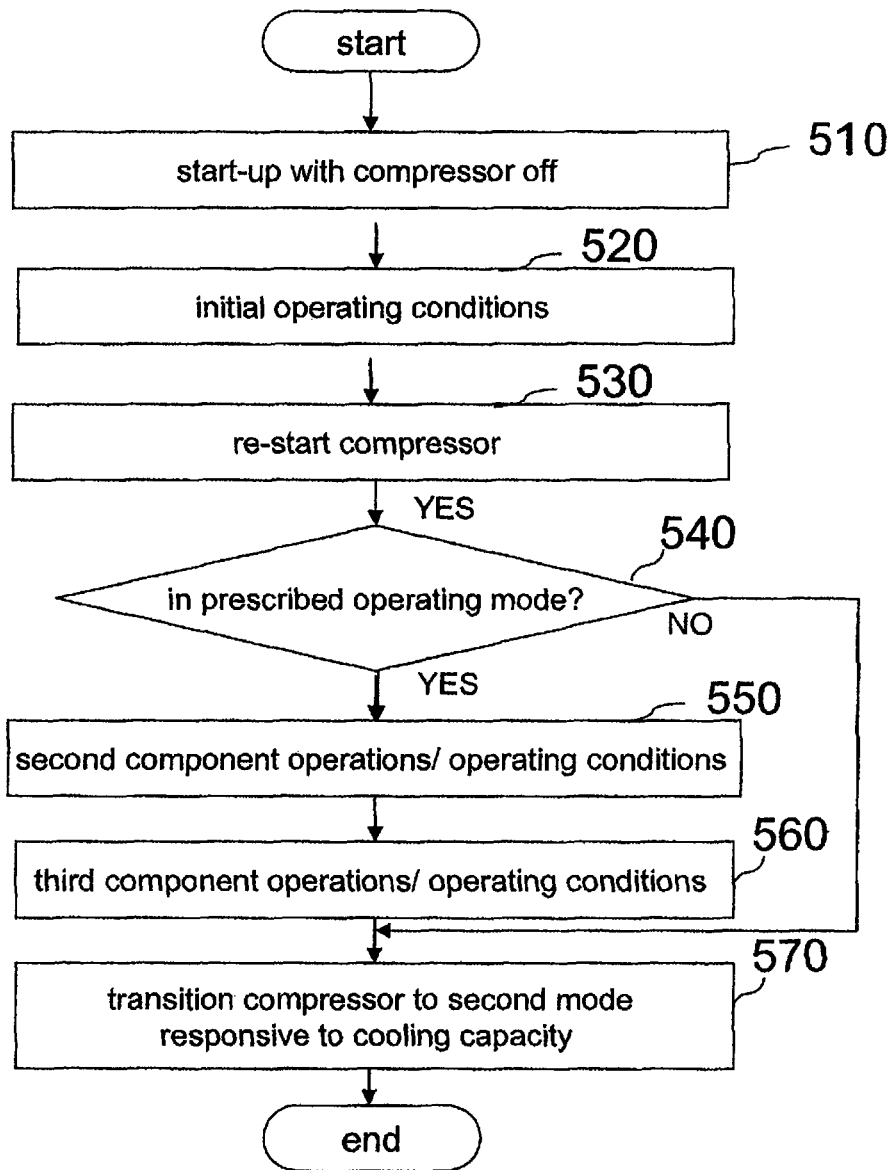 start
start-up with compressor off
510
520
initial operating conditions
530
re-start compressor
YES
540
in prescribed operating mode?
NO
YES
550
second component operations/ operating conditions
560
third component operations/ operating conditions
570
transition compressor to second mode
responsive to cooling capacity
end